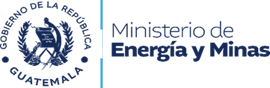 GOBIERNO DE LA REPÚBLICA
GUATEMALA
Ministerio de
Energía y Minas